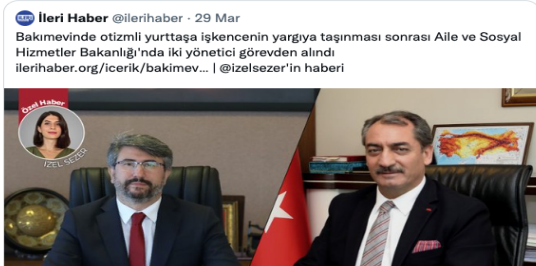 İleri Haber @ilerihaber · 29 Mar
Bakımevinde otizmli yurttaşa işkencenin yargıya taşınması sonrası Aile ve Sosyal
Hizmetler Bakanlığı'nda iki yönetici görevden alındı
ilerihaber.org/icerik/bakimev... | @izelsezer'in haberi
Özel Haber
İZEL SEZER